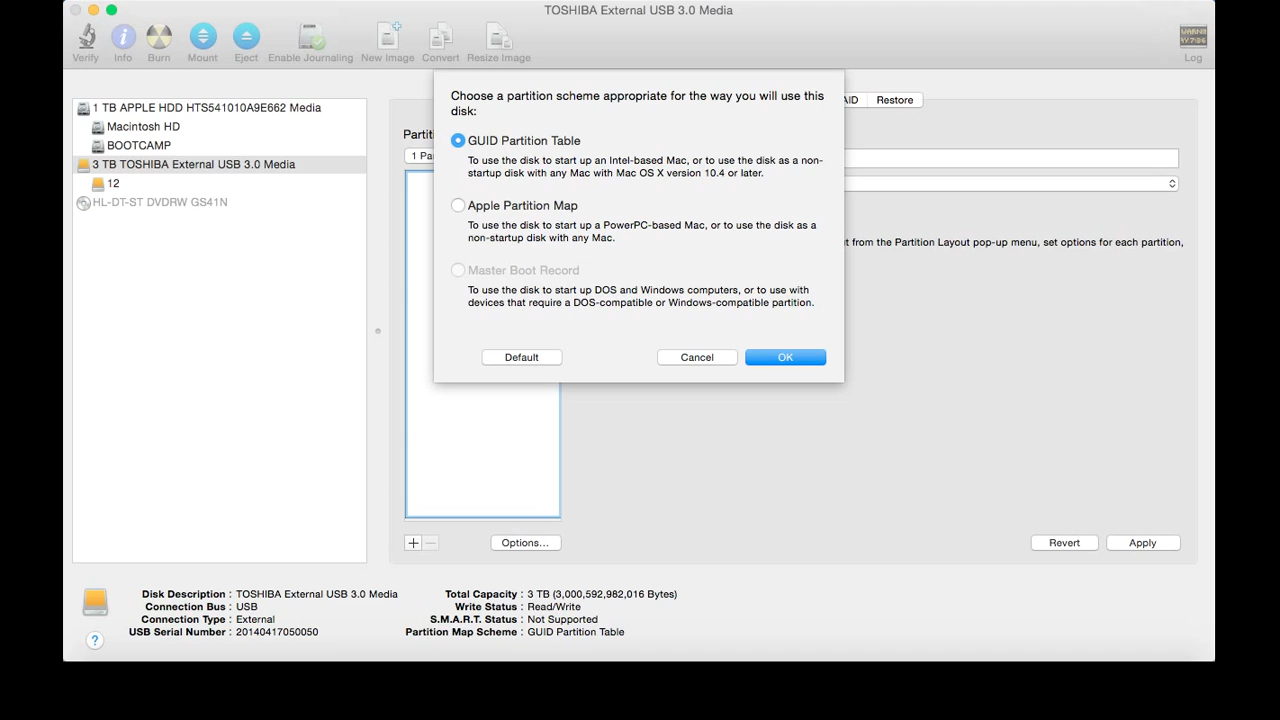 TOSHIBA External USB 3.0 Media
Verify Info Burn Mount Eject Enable Journaling New Image Convert Resize Image Log
1 TB APPLE HDD HTS541010A9E662 Media
Macintosh HD
BOOTCAMP
3 TB TOSHIBA External USB 3.0 Media
12
HL-DT-ST DVDRW GS41N
AID Restore
Partiti
1 Pa
Choose a partition scheme appropriate for the way you will use this
disk:
GUID Partition Table
To use the disk to start up an Intel-based Mac, or to use the disk as a non-
startup disk with any Mac with Mac OS X version 10.4 or later.
Apple Partition Map
To use the disk to start up a PowerPC-based Mac, or to use the disk as a
non-startup disk with any Mac.
Master Boot Record
To use the disk to start up DOS and Windows computers, or to use with
devices that require a DOS-compatible or Windows-compatible partition.
Default Cancel OK
t from the Partition Layout pop-up menu, set options for each partition,
+ − Options... Revert Apply
Disk Description : TOSHIBA External USB 3.0 Media
Connection Bus : USB
Connection Type : External
USB Serial Number : 20140417050050
Total Capacity : 3 TB (3,000,592,982,016 Bytes)
Write Status : Read/Write
S.M.A.R.T. Status : Not Supported
Partition Map Scheme : GUID Partition Table
?